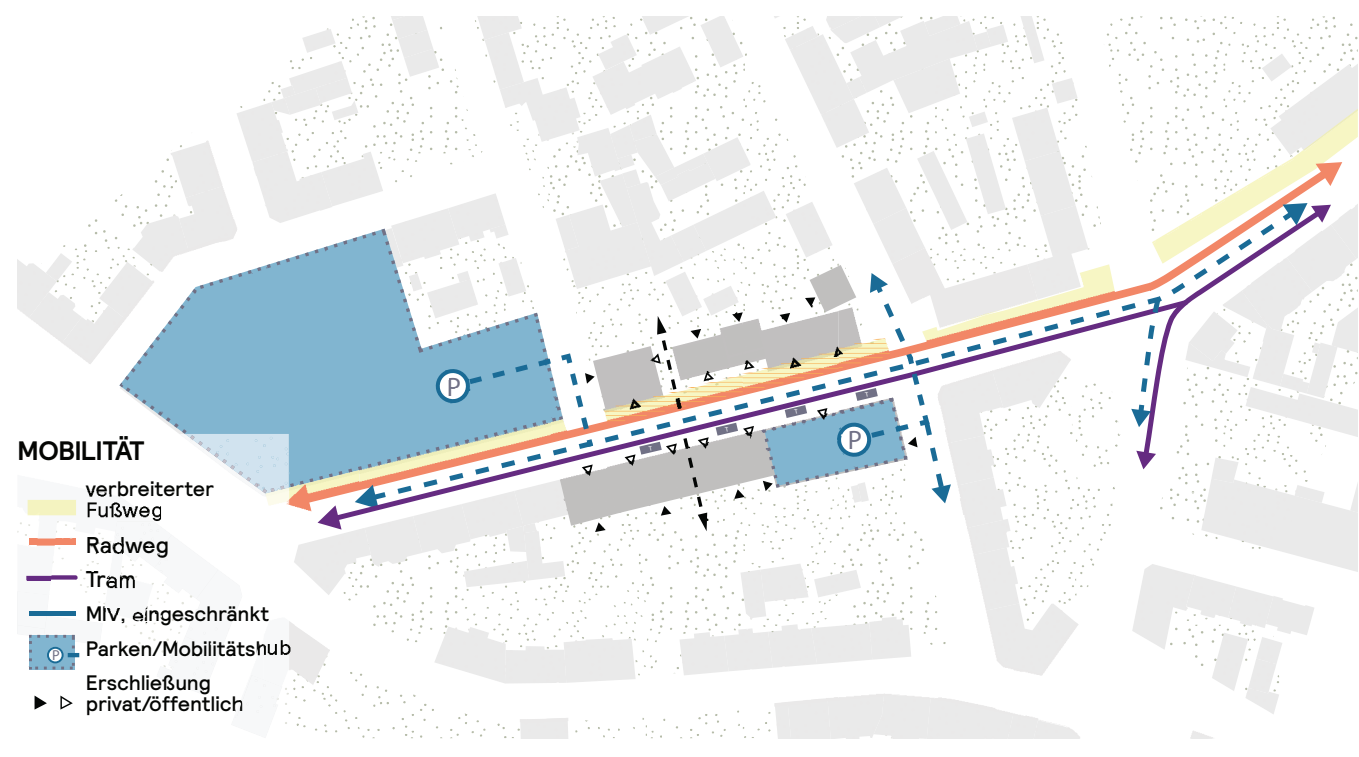 P
P
MOBILITÄT
verbreiterter
Fußweg
Radweg
Tram
MIV, eingeschränkt
P
Parken/Mobilitätshub
Erschließung
privat/öffentlich